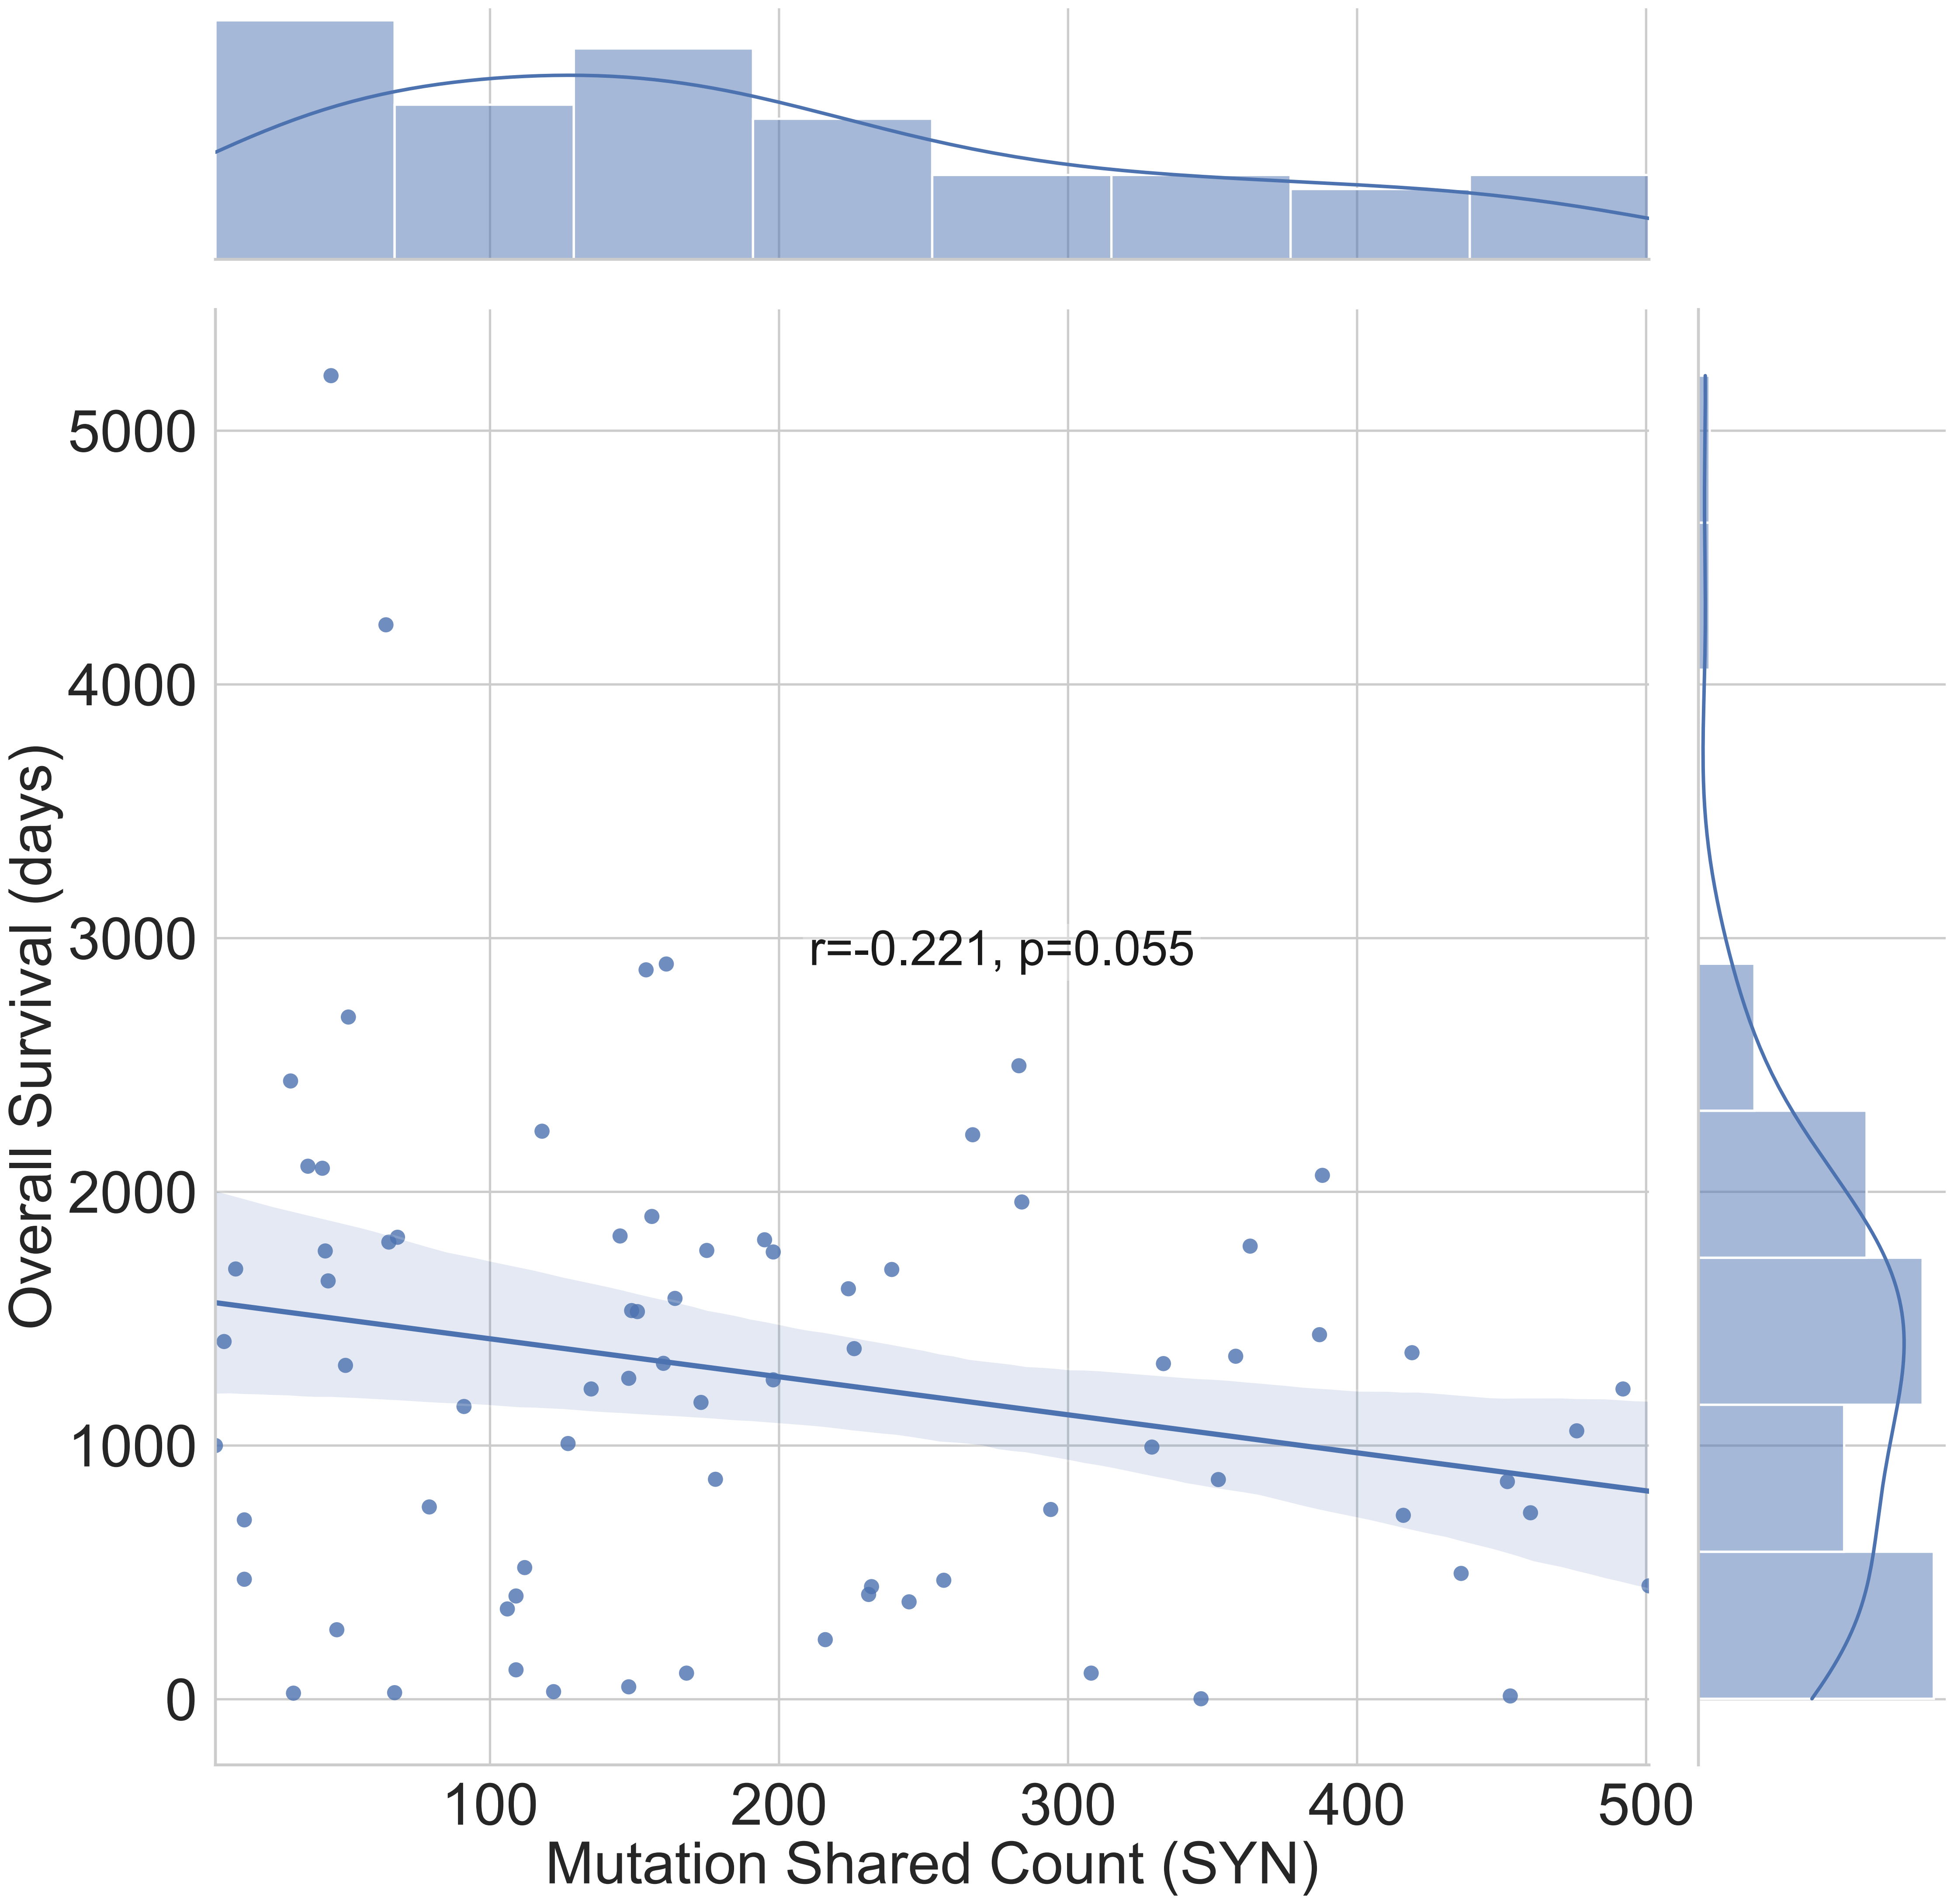 5000
4000
3000
2000
1000
0
Overall Survival (days)
r=-0.221, p=0.055
100 200 300 400 500
Mutation Shared Count (SYN)